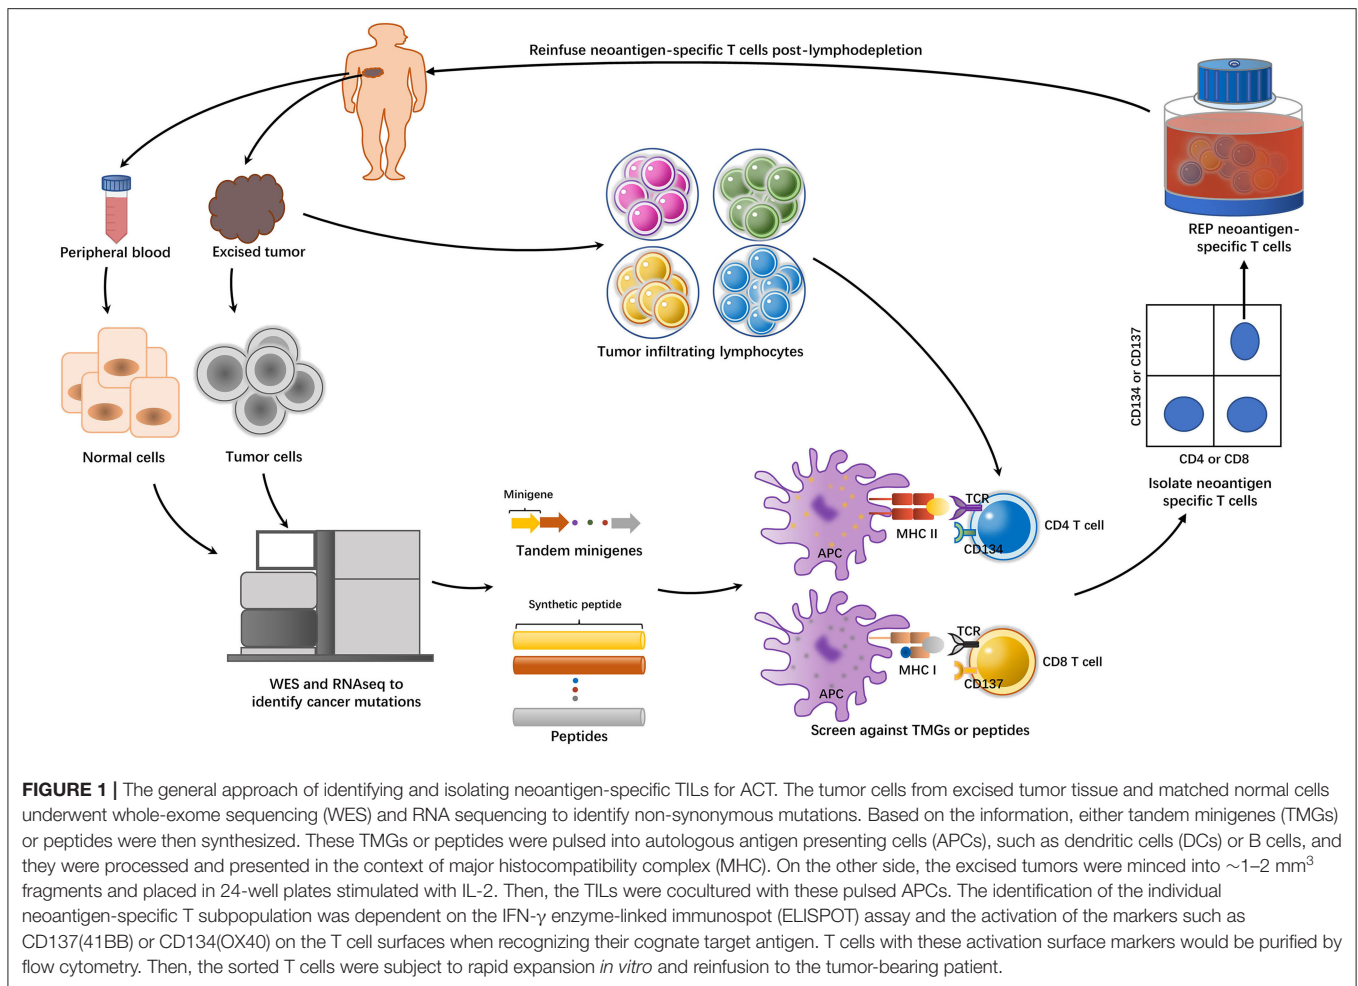 Reinfuse neoantigen-specific T cells post-lymphodepletion
Peripheral blood
Excised tumor
Tumor infiltrating lymphocytes
REP neoantigen-
specific T cells
CD134 or CD137
CD4 or CD8
Isolate neoantigen
specific T cells
Normal cells
Tumor cells
WES and RNAseq to
identify cancer mutations
Minigene
Tandem minigenes
Synthetic peptide
Peptides
APC
MHC II
TCR
CD134
CD4 T cell
APC
MHC I
TCR
CD137
CD8 T cell
Screen against TMGs or peptides
FIGURE 1 | The general approach of identifying and isolating neoantigen-specific TILs for ACT. The tumor cells from excised tumor tissue and matched normal cells
underwent whole-exome sequencing (WES) and RNA sequencing to identify non-synonymous mutations. Based on the information, either tandem minigenes (TMGs)
or peptides were then synthesized. These TMGs or peptides were pulsed into autologous antigen presenting cells (APCs), such as dendritic cells (DCs) or B cells, and
they were processed and presented in the context of major histocompatibility complex (MHC). On the other side, the excised tumors were minced into ~1–2 mm³
fragments and placed in 24-well plates stimulated with IL-2. Then, the TILs were cocultured with these pulsed APCs. The identification of the individual
neoantigen-specific T subpopulation was dependent on the IFN-γ enzyme-linked immunospot (ELISPOT) assay and the activation of the markers such as
CD137(41BB) or CD134(OX40) on the T cell surfaces when recognizing their cognate target antigen. T cells with these activation surface markers would be purified by
flow cytometry. Then, the sorted T cells were subject to rapid expansion in vitro and reinfusion to the tumor-bearing patient.